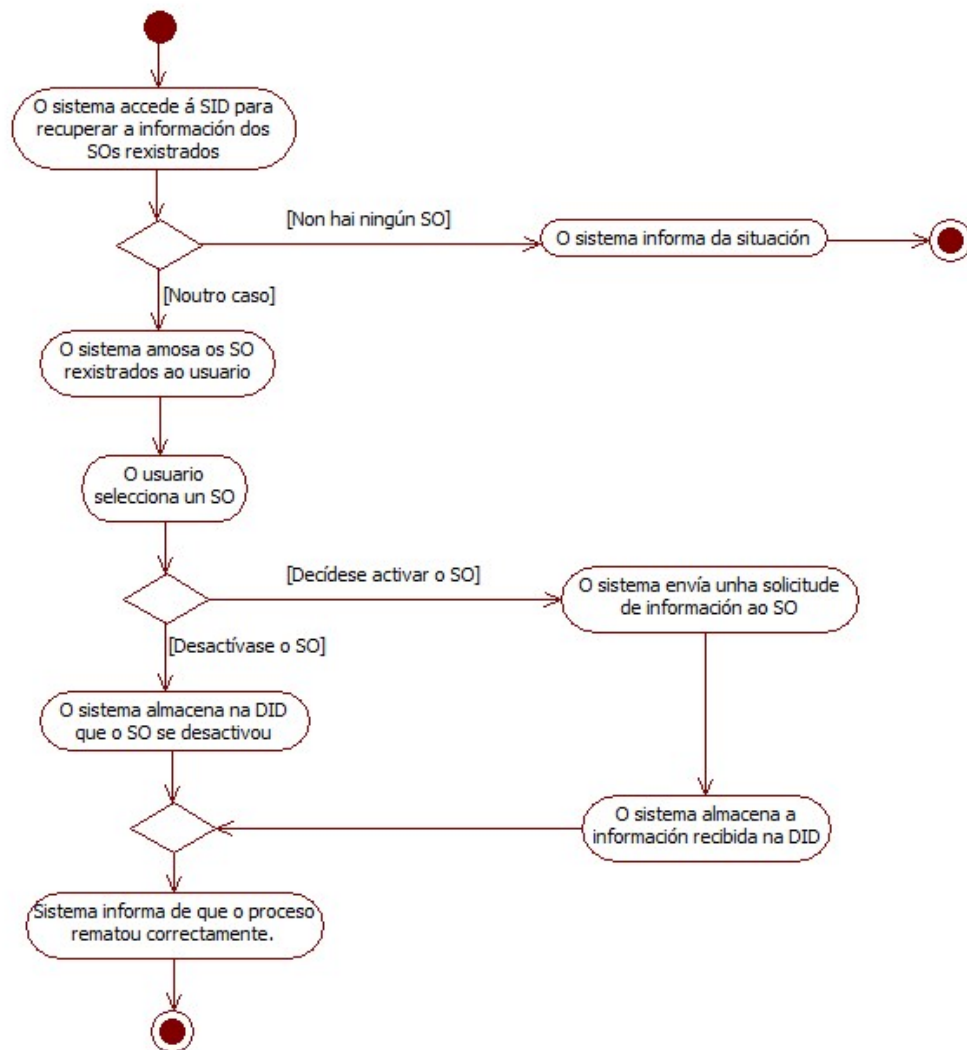 O sistema accede á SID para
recuperar a información dos
SOs rexistrados
[Non hai ningún SO]
O sistema informa da situación
[Noutro caso]
O sistema amosa os SO
rexistrados ao usuario
O usuario
selecciona un SO
[Decídese activar o SO]
O sistema envía unha solicitude
de información ao SO
[Desactívase o SO]
O sistema almacena na DID
que o SO se desactivou
O sistema almacena a
información recibida na DID
Sistema informa de que o proceso
rematou correctamente.